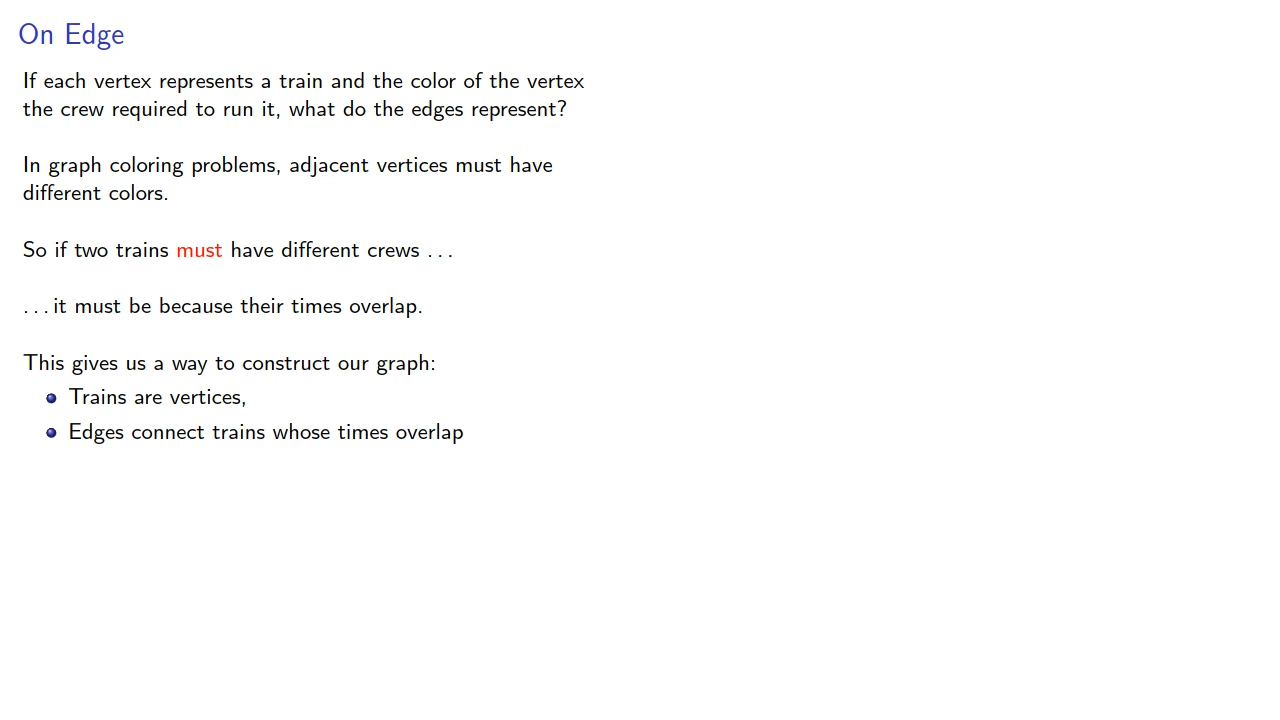 On Edge
If each vertex represents a train and the color of the vertex
the crew required to run it, what do the edges represent?
In graph coloring problems, adjacent vertices must have
different colors.
So if two trains must have different crews . . .
. . . it must be because their times overlap.
This gives us a way to construct our graph:
Trains are vertices,
Edges connect trains whose times overlap